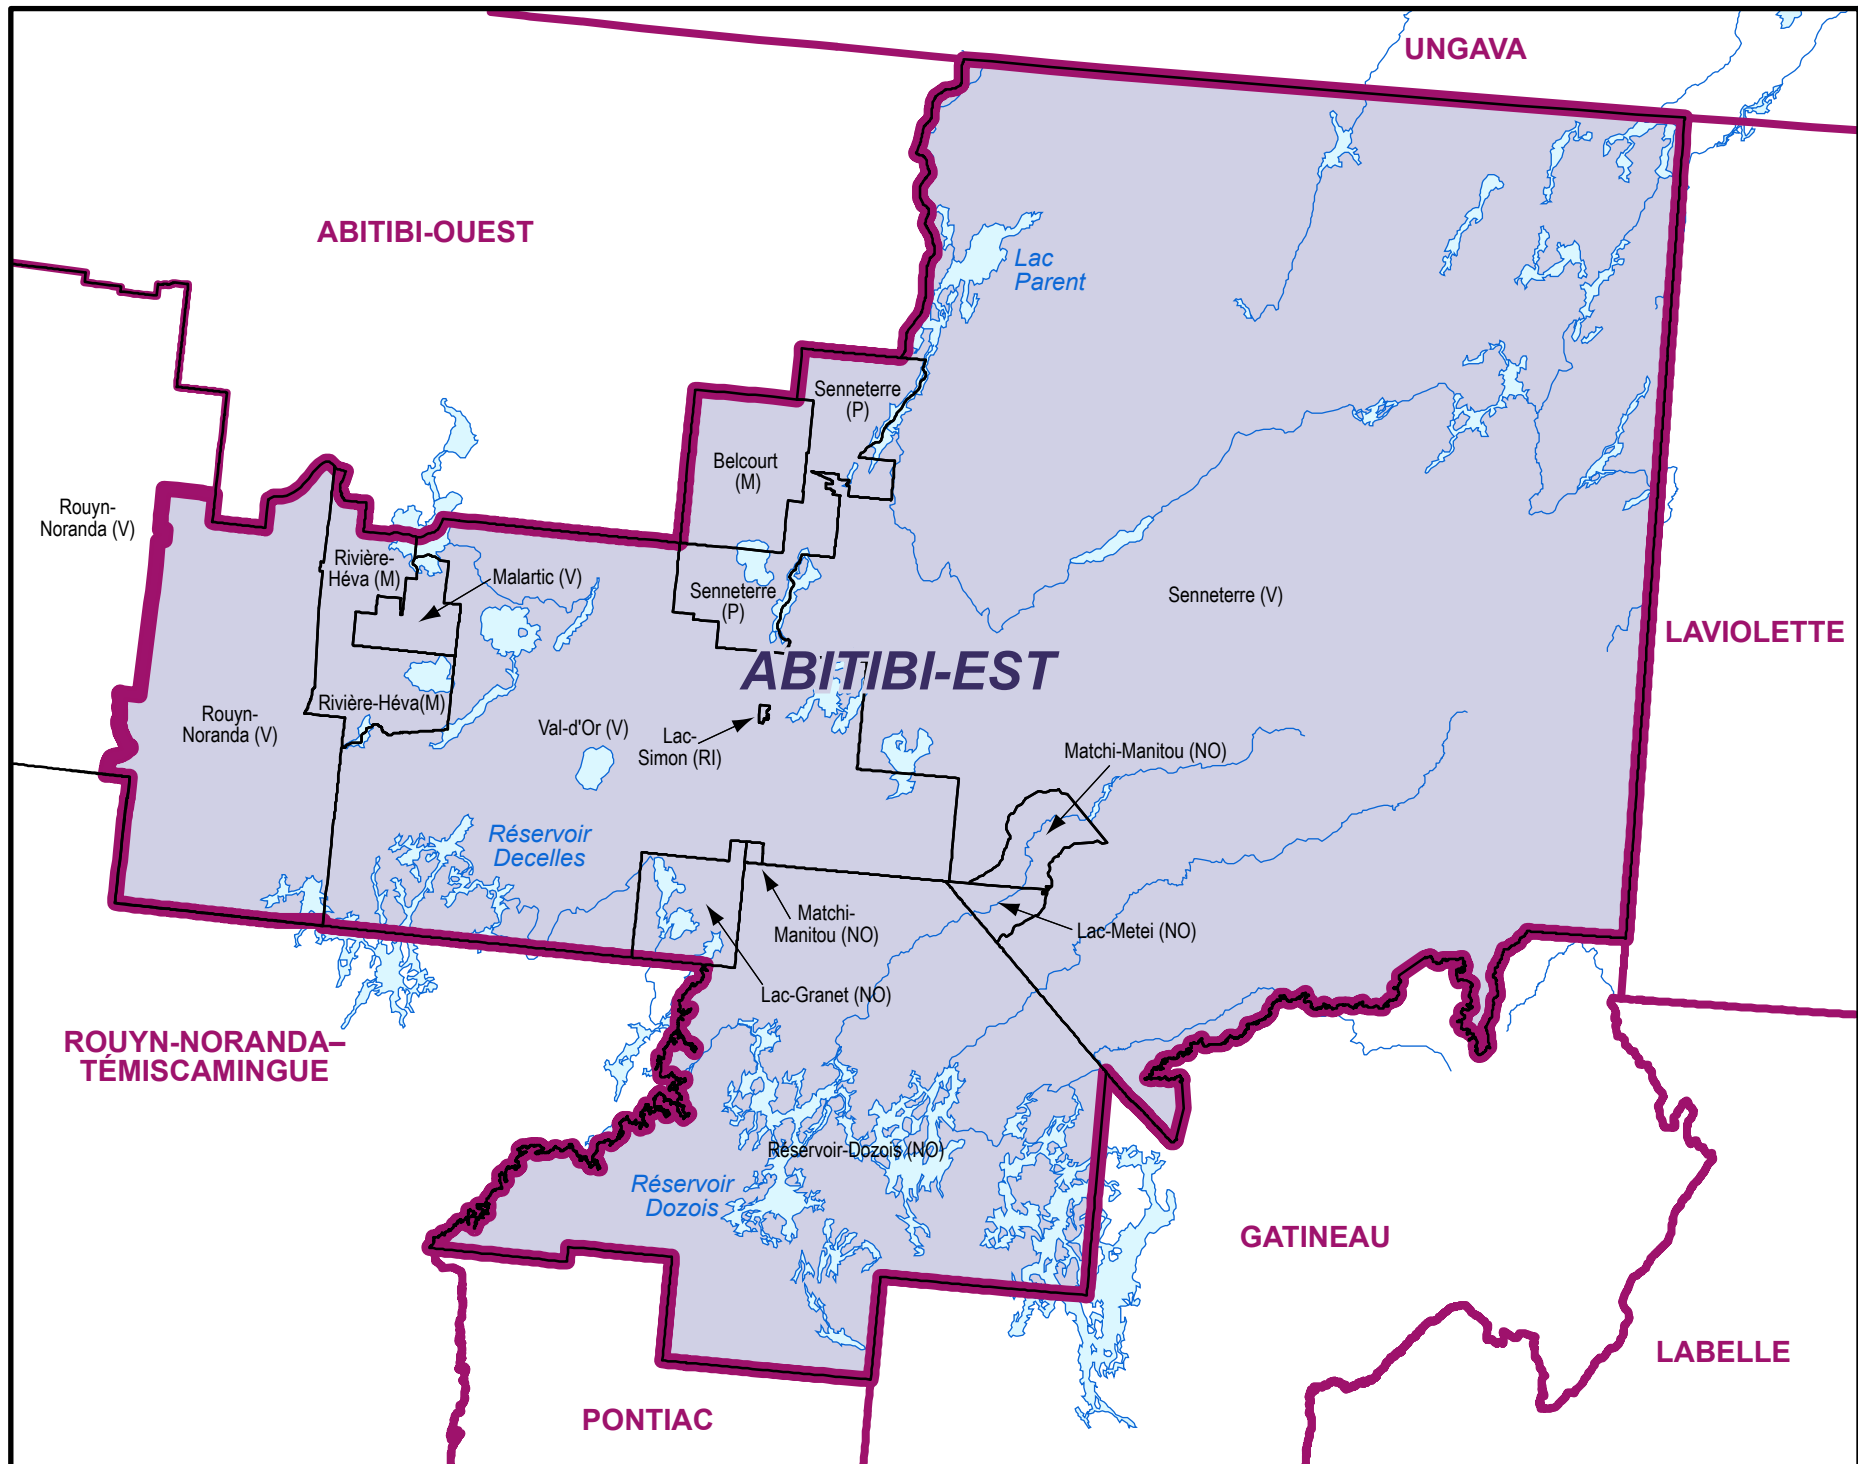 UNGAVA
ABITIBI-OUEST
Lac
Parent
Senneterre
(P)
Belcourt
(M)
Rouyn-
Noranda (V)
Rivière-
Héva (M)
Malartic (V)
Senneterre
(P)
Senneterre (V)
LAVIOLETTE
ABITIBI-EST
Rivière-Héva(M)
Rouyn-
Noranda (V)
Val-d'Or (V)
Lac-
Simon (RI)
Matchi-Manitou (NO)
Réservoir
Decelles
Matchi-
Manitou (NO)
Lac-Metei (NO)
Lac-Granet (NO)
ROUYN-NORANDA–
TÉMISCAMINGUE
Réservoir-Dozois (NO)
Réservoir
Dozois
GATINEAU
LABELLE
PONTIAC